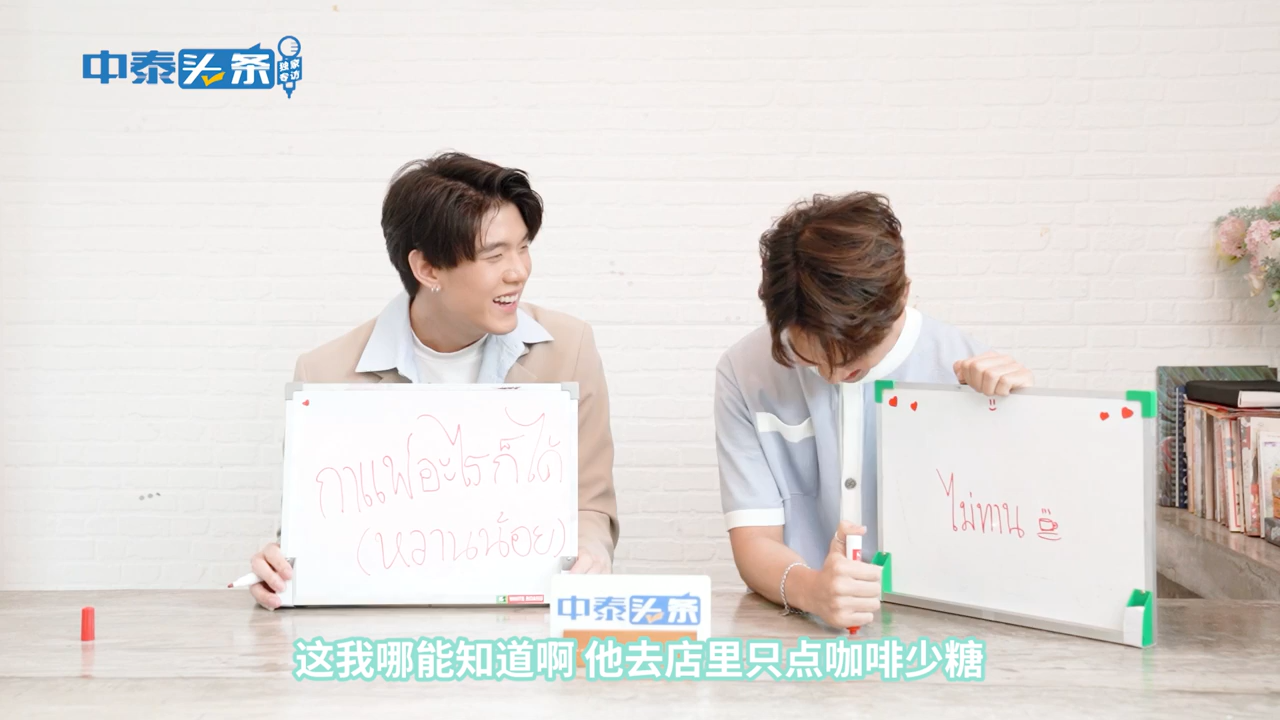 中泰头条
独家
专访
กาแฟอะไรก็ได้
(หวานน้อย)
ไม่ทาน
中泰头条
这我哪能知道啊 他去店里只点咖啡少糖